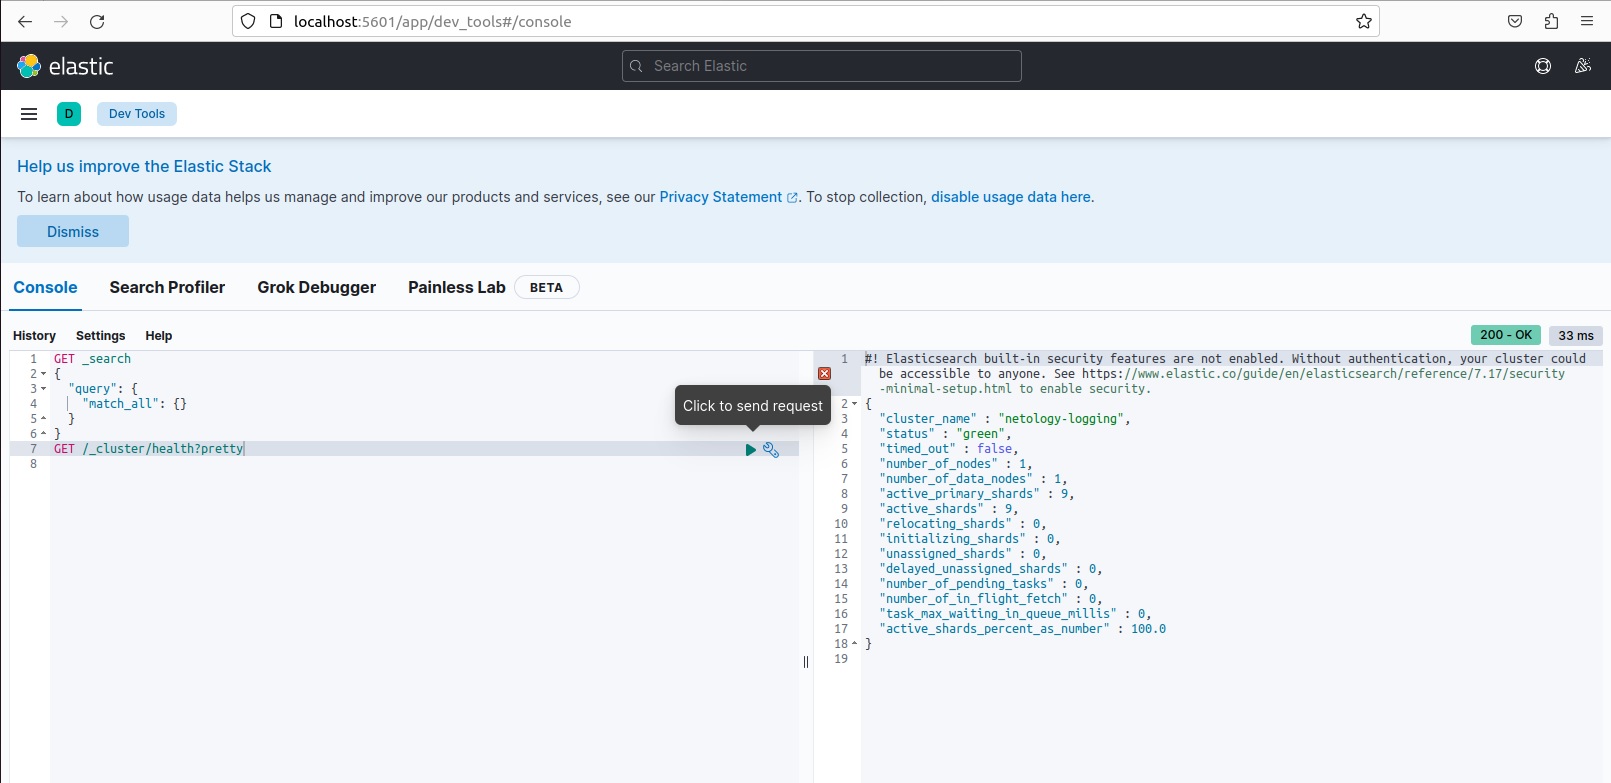 localhost:5601/app/dev_tools#/console
elastic
Search Elastic
D
Dev Tools
Help us improve the Elastic Stack
To learn about how usage data helps us manage and improve our products and services, see our Privacy Statement. To stop collection, disable usage data here.
Dismiss
Console
Search Profiler
Grok Debugger
Painless Lab
BETA
History
Settings
Help
200 - OK
33 ms
1 GET _search
2 {
3 "query": {
4 "match_all": {}
5 }
6 }
7 GET /_cluster/health?pretty
8
Click to send request
1 #! Elasticsearch built-in security features are not enabled. Without authentication, your cluster could
be accessible to anyone. See https://www.elastic.co/guide/en/elasticsearch/reference/7.17/security
-minimal-setup.html to enable security.
2 {
3 "cluster_name" : "netology-logging",
4 "status" : "green",
5 "timed_out" : false,
6 "number_of_nodes" : 1,
7 "number_of_data_nodes" : 1,
8 "active_primary_shards" : 9,
9 "active_shards" : 9,
10 "relocating_shards" : 0,
11 "initializing_shards" : 0,
12 "unassigned_shards" : 0,
13 "delayed_unassigned_shards" : 0,
14 "number_of_pending_tasks" : 0,
15 "number_of_in_flight_fetch" : 0,
16 "task_max_waiting_in_queue_millis" : 0,
17 "active_shards_percent_as_number" : 100.0
18 }
19